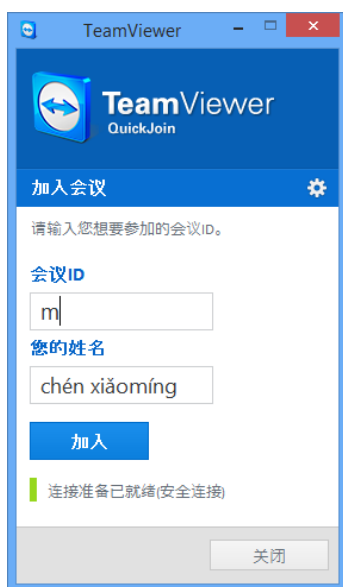 TeamViewer
TeamViewer
QuickJoin
加入会议
请输入您想要参加的会议ID。
会议ID
m
您的姓名
chén xiǎomíng
加入
连接准备已就绪(安全连接)
关闭